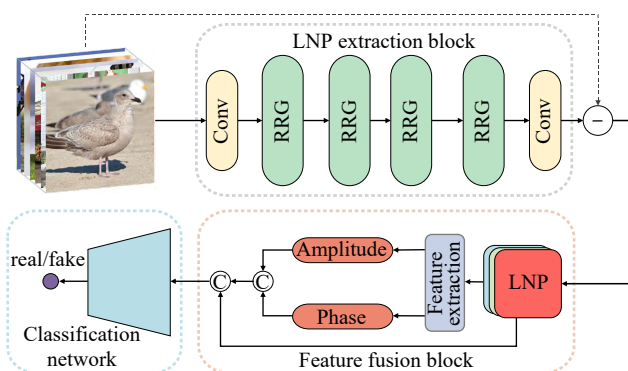 LNP extraction block
Conv
RRG
RRG
RRG
RRG
Conv
−
real/fake
Classification
network
C
C
Amplitude
Phase
Feature
extraction
LNP
Feature fusion block